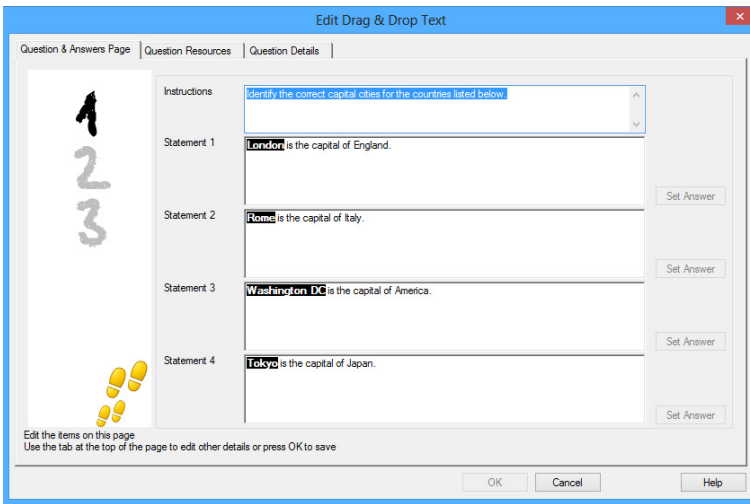 Edit Drag & Drop Text
Question & Answers Page
Question Resources
Question Details
1
2
3
Instructions
Identify the correct capital cities for the countries listed below.
Statement 1
London is the capital of England.
Set Answer
Statement 2
Rome is the capital of Italy.
Set Answer
Statement 3
Washington DC is the capital of America.
Set Answer
Statement 4
Tokyo is the capital of Japan.
Set Answer
Edit the items on this page
Use the tab at the top of the page to edit other details or press OK to save
OK
Cancel
Help